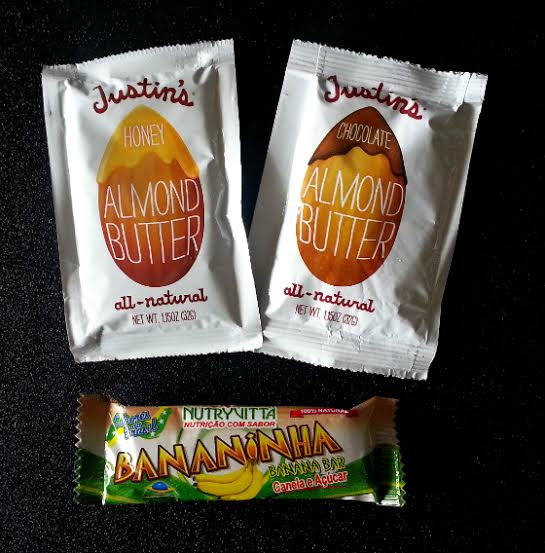 Justin's
HONEY
ALMOND
BUTTER
all-natural
NET WT. 1.15OZ (32G)
Justin's
CHOCOLATE
ALMOND
BUTTER
all-natural
NET WT. 1.15OZ (32G)
NUTRYVITTA
NUTRIÇÃO COM SABOR
100% NATURAL
BANANINHA
BANANA BAR
Canela e Açúcar